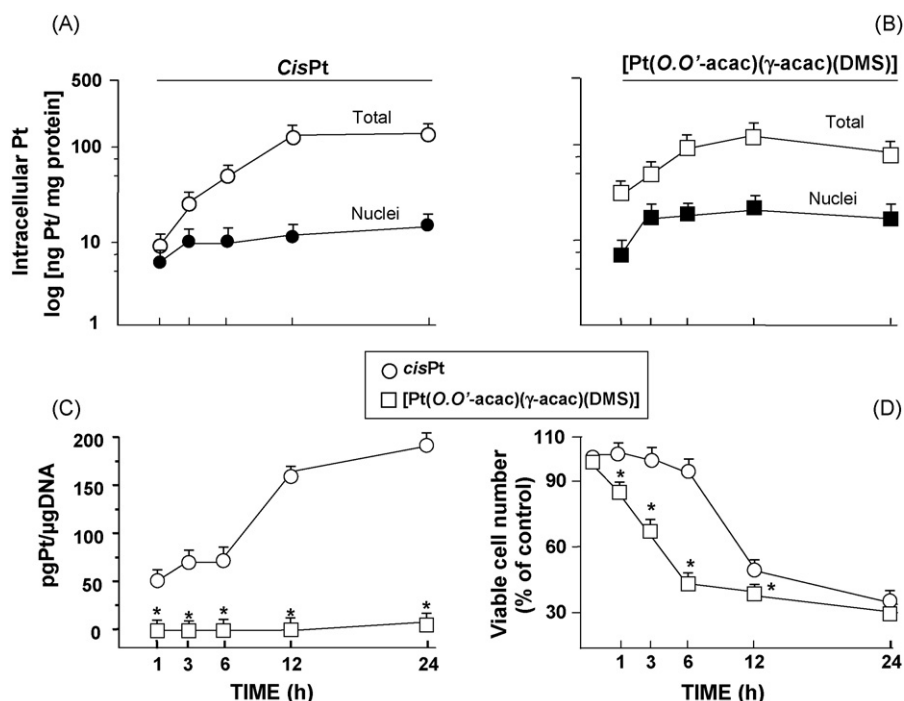 (A)
(B)
CisPt
[Pt(O.O'-acac)(γ-acac)(DMS)]
Intracellular Pt
log [ng Pt/ mg protein)
500
100
10
1
Total
Nuclei
Total
Nuclei
cisPt
[Pt(O.O'-acac)(γ-acac)(DMS)]
(C)
(D)
pgPt/µgDNA
200
150
100
50
0
* * * * *
1 3 6 12 24
TIME (h)
Viable cell number
(% of control)
110
90
60
30
* * * *
1 3 6 12 24
TIME (h)